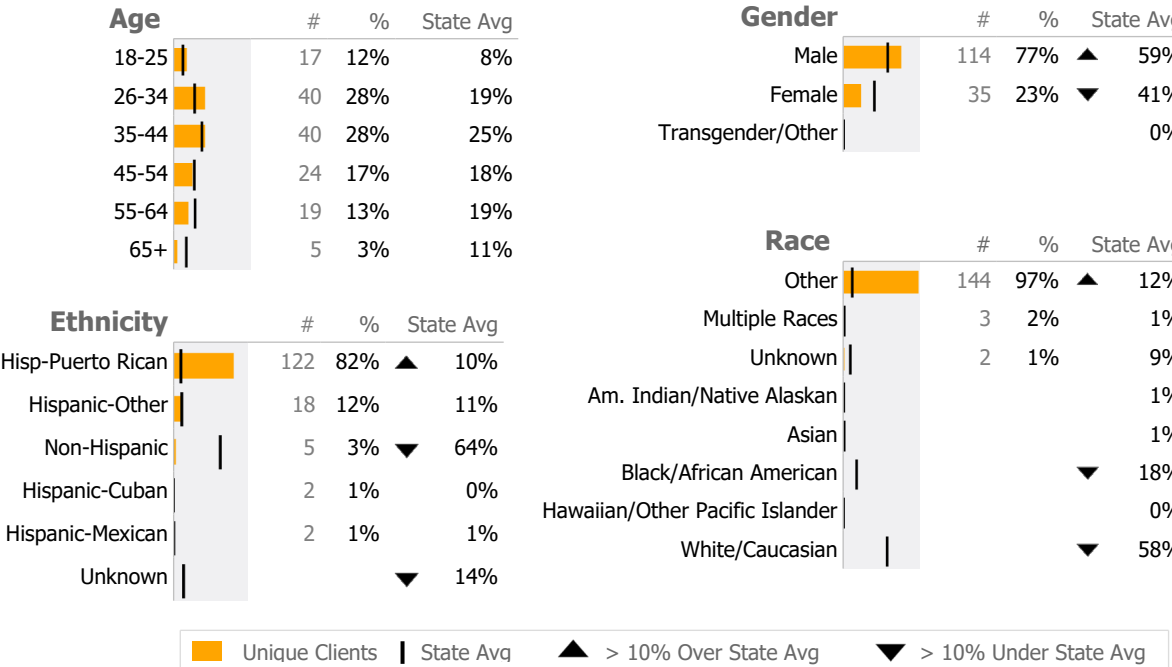 Age # % State Avg
18-25 17 12% 8%
26-34 40 28% 19%
35-44 40 28% 25%
45-54 24 17% 18%
55-64 19 13% 19%
65+ 5 3% 11%
Ethnicity # % State Avg
Hisp-Puerto Rican 122 82% ▲ 10%
Hispanic-Other 18 12% 11%
Non-Hispanic 5 3% ▼ 64%
Hispanic-Cuban 2 1% 0%
Hispanic-Mexican 2 1% 1%
Unknown ▼ 14%
Gender # % State Avg
Male 114 77% ▲ 59%
Female 35 23% ▼ 41%
Transgender/Other 0%
Race # % State Avg
Other 144 97% ▲ 12%
Multiple Races 3 2% 1%
Unknown 2 1% 9%
Am. Indian/Native Alaskan 1%
Asian 1%
Black/African American ▼ 18%
Hawaiian/Other Pacific Islander 0%
White/Caucasian ▼ 58%
Unique Clients State Avg ▲ > 10% Over State Avg ▼ > 10% Under State Avg